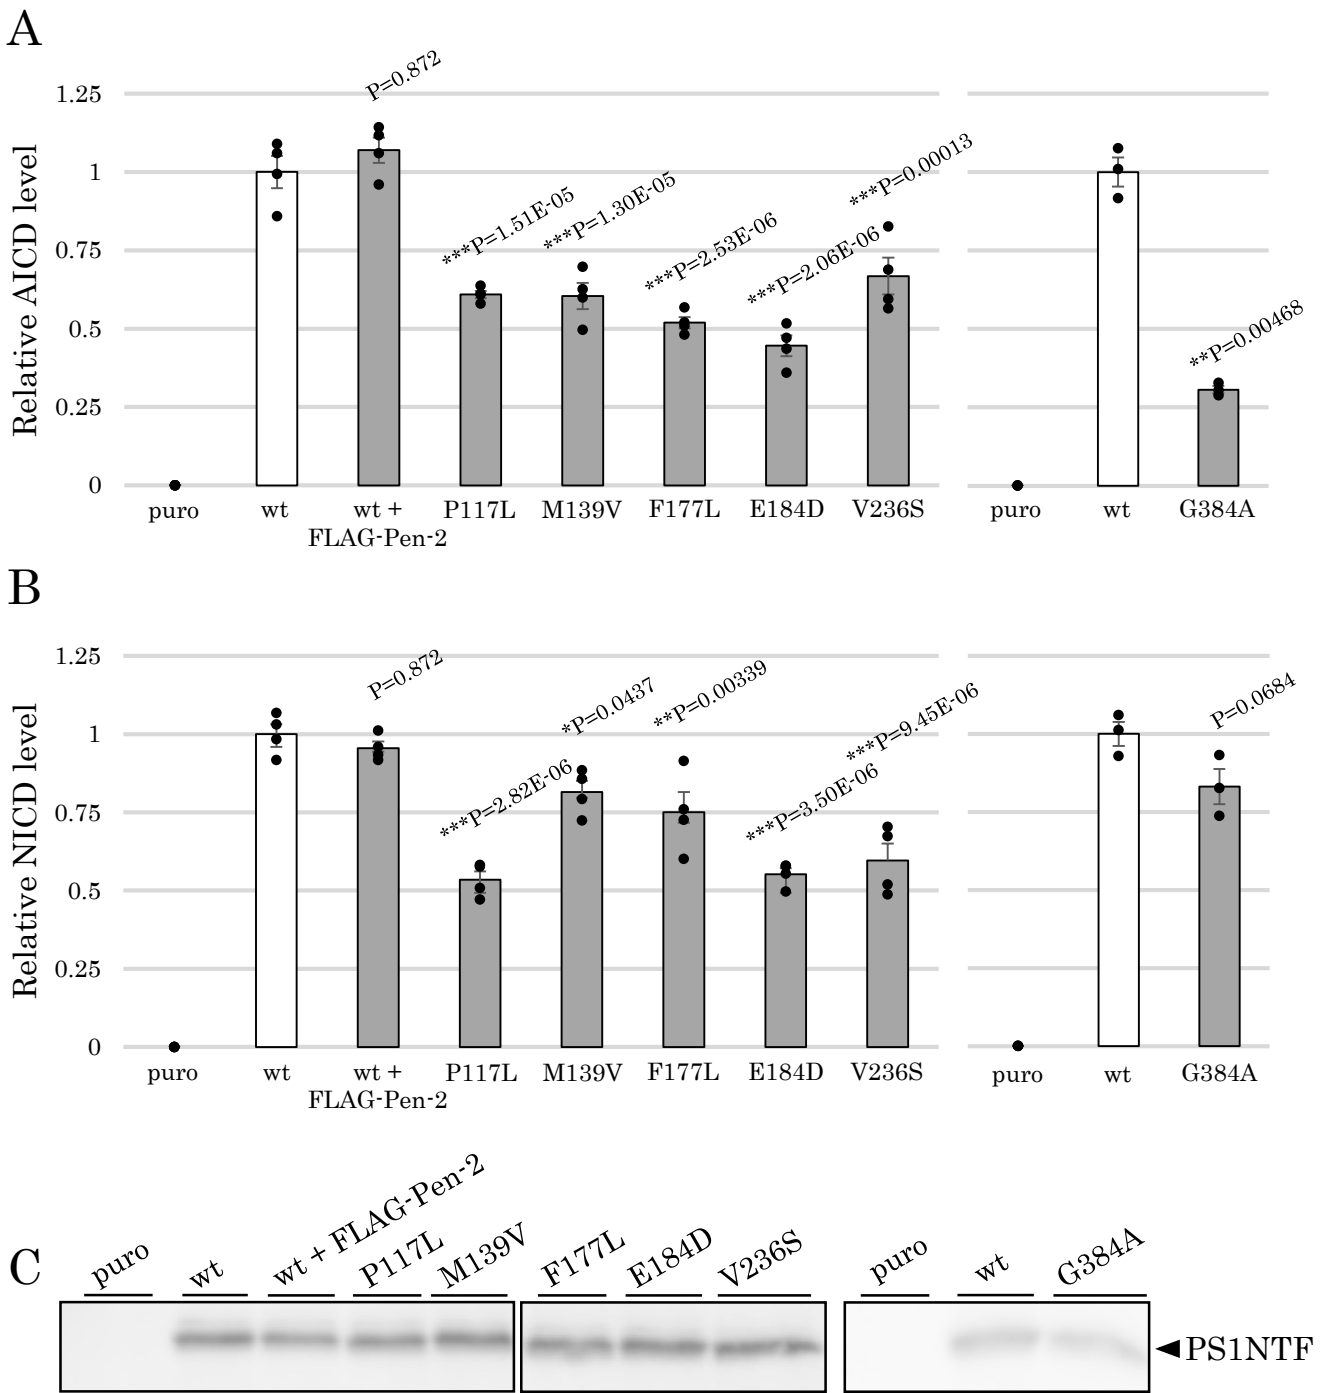 A
Relative AICD level
1.25
1
0.75
0.5
0.25
0
P=0.872
***P=1.51E-05
***P=1.30E-05
***P=2.53E-06
***P=2.06E-06
***P=0.00013
**P=0.00468
puro
wt
wt +
FLAG-Pen-2
P117L
M139V
F177L
E184D
V236S
puro
wt
G384A
B
Relative NICD level
1.25
1
0.75
0.5
0.25
0
P=0.872
***P=2.82E-06
*P=0.0437
**P=0.00339
***P=3.50E-06
***P=9.45E-06
P=0.0684
puro
wt
wt +
FLAG-Pen-2
P117L
M139V
F177L
E184D
V236S
puro
wt
G384A
C
puro
wt
wt + FLAG-Pen-2
P117L
M139V
F177L
E184D
V236S
puro
wt
G384A
PS1NTF